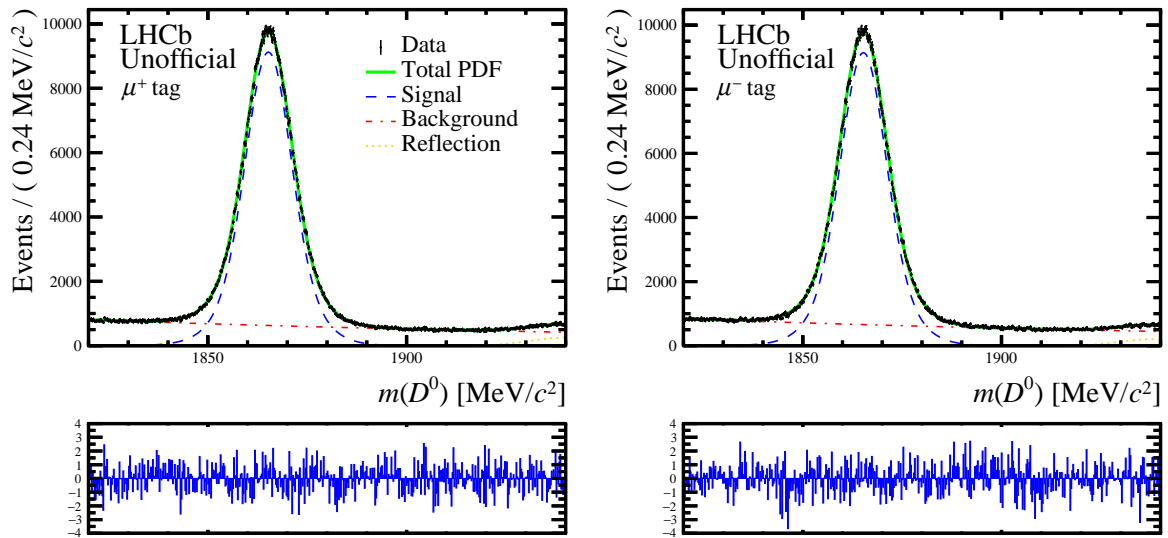 Events / ( 0.24 MeV/c²)
10000
8000
6000
4000
2000
0
LHCb
Unofficial
μ⁺ tag
Data
Total PDF
Signal
Background
Reflection
1850
1900
m(D⁰) [MeV/c²]
4
3
2
1
0
−1
−2
−3
−4
Events / ( 0.24 MeV/c²)
10000
8000
6000
4000
2000
0
LHCb
Unofficial
μ⁻ tag
1850
1900
m(D⁰) [MeV/c²]
4
3
2
1
0
−1
−2
−3
−4